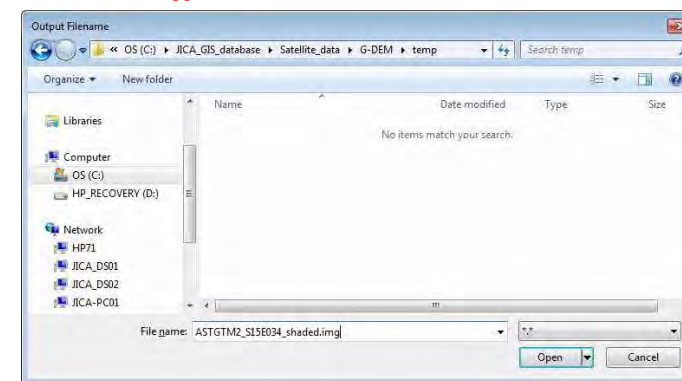 Output Filename
« OS (C:) ▸ JICA_GIS_database ▸ Satellite_data ▸ G-DEM ▸ temp
Search temp
Organize ▾ New folder
Name Date modified Type Size
No items match your search.
Libraries
Computer
OS (C:)
HP_RECOVERY (D:)
Network
HP71
JICA_DS01
JICA_DS02
JICA-PC01
File name: ASTGTM2_S15E034_shaded.img
*.*
Open Cancel